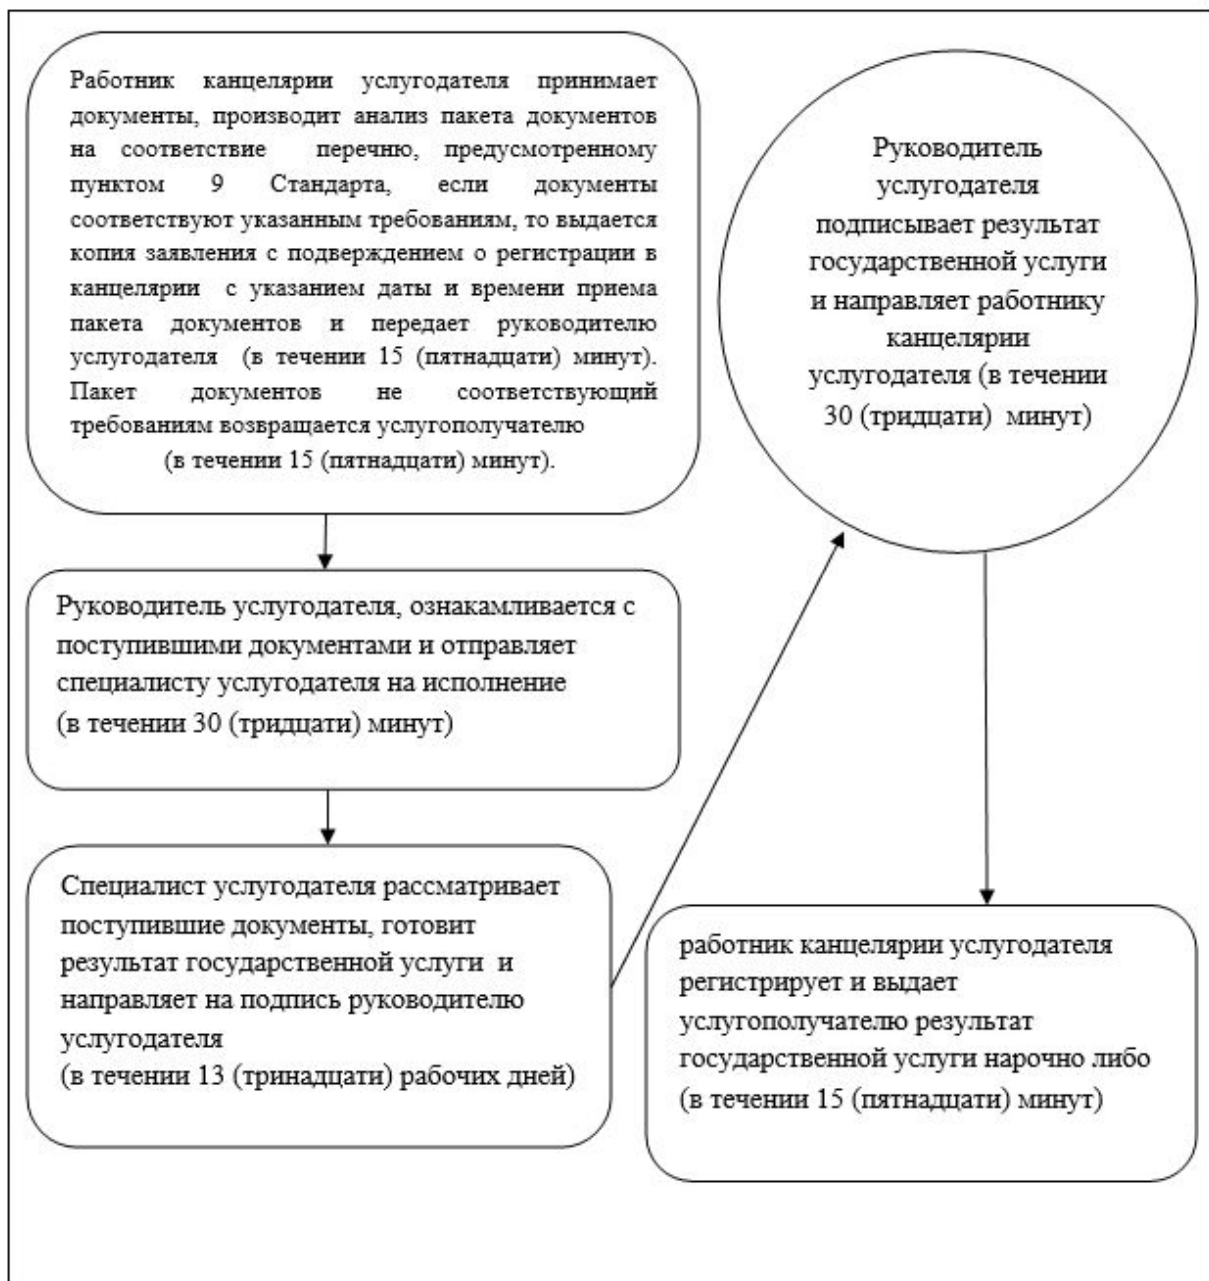 Работник канцелярии услугодателя принимает
документы, производит анализ пакета документов
на соответствие перечню, предусмотренному
пунктом 9 Стандарта, если документы
соответствуют указанным требованиям, то выдается
копия заявления с подверждением о регистрации в
канцелярии с указанием даты и времени приема
пакета документов и передает руководителю
услугодателя (в течении 15 (пятнадцати) минут).
Пакет документов не соответствующий
требованиям возвращается услугополучателю
(в течении 15 (пятнадцати) минут).
Руководитель услугодателя, ознакамливается с
поступившими документами и отправляет
специалисту услугодателя на исполнение
(в течении 30 (тридцати) минут)
Специалист услугодателя рассматривает
поступившие документы, готовит
результат государственной услуги и
направляет на подпись руководителю
услугодателя
(в течении 13 (тринадцати) рабочих дней)
Руководитель
услугодателя
подписывает результат
государственной услуги
и направляет работнику
канцелярии
услугодателя (в течении
30 (тридцати) минут)
работник канцелярии услугодателя
регистрирует и выдает
услугополучателю результат
государственной услуги нарочно либо
(в течении 15 (пятнадцати) минут)